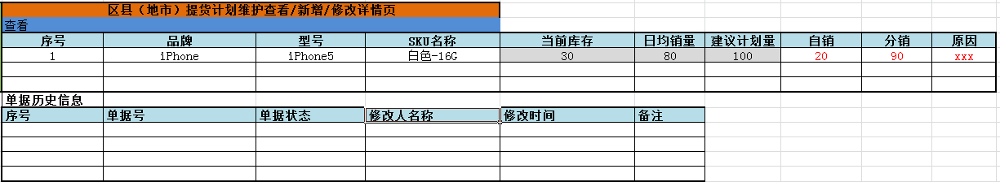 区县（地市）提货计划维护查看/新增/修改详情页
查看
序号 品牌 型号 SKU名称 当前库存 日均销量 建议计划量 自销 分销 原因
1 iPhone iPhone5 白色-16G 30 80 100 20 90 xxx
单据历史信息
序号 单据号 单据状态 修改人名称 修改时间 备注